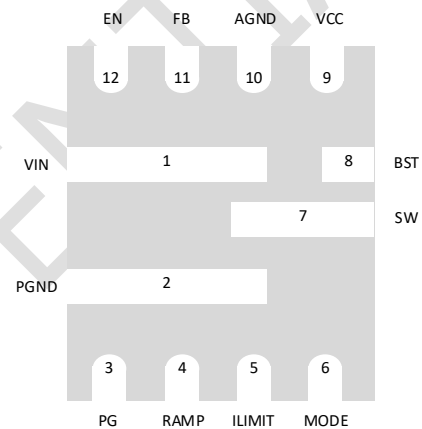 EN FB AGND VCC
12 11 10 9
VIN 1 8 BST
7 SW
PGND 2
3 4 5 6
PG RAMP ILIMIT MODE